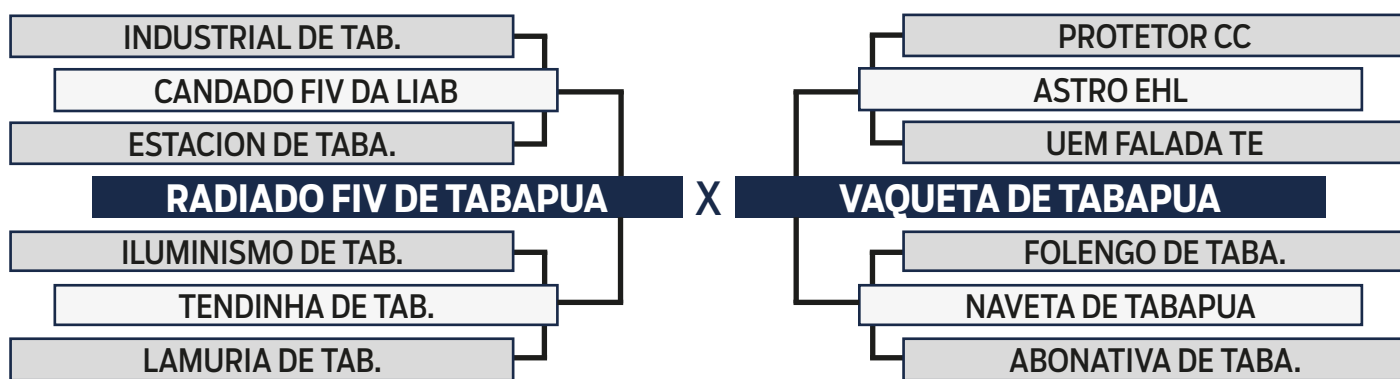 INDUSTRIAL DE TAB.
CANDADO FIV DA LIAB
ESTACION DE TABA.
RADIADO FIV DE TABAPUA
ILUMINISMO DE TAB.
TENDINHA DE TAB.
LAMURIA DE TAB.
X
PROTETOR CC
ASTRO EHL
UEM FALADA TE
VAQUETA DE TABAPUA
FOLENGO DE TABA.
NAVETA DE TABAPUA
ABONATIVA DE TABA.